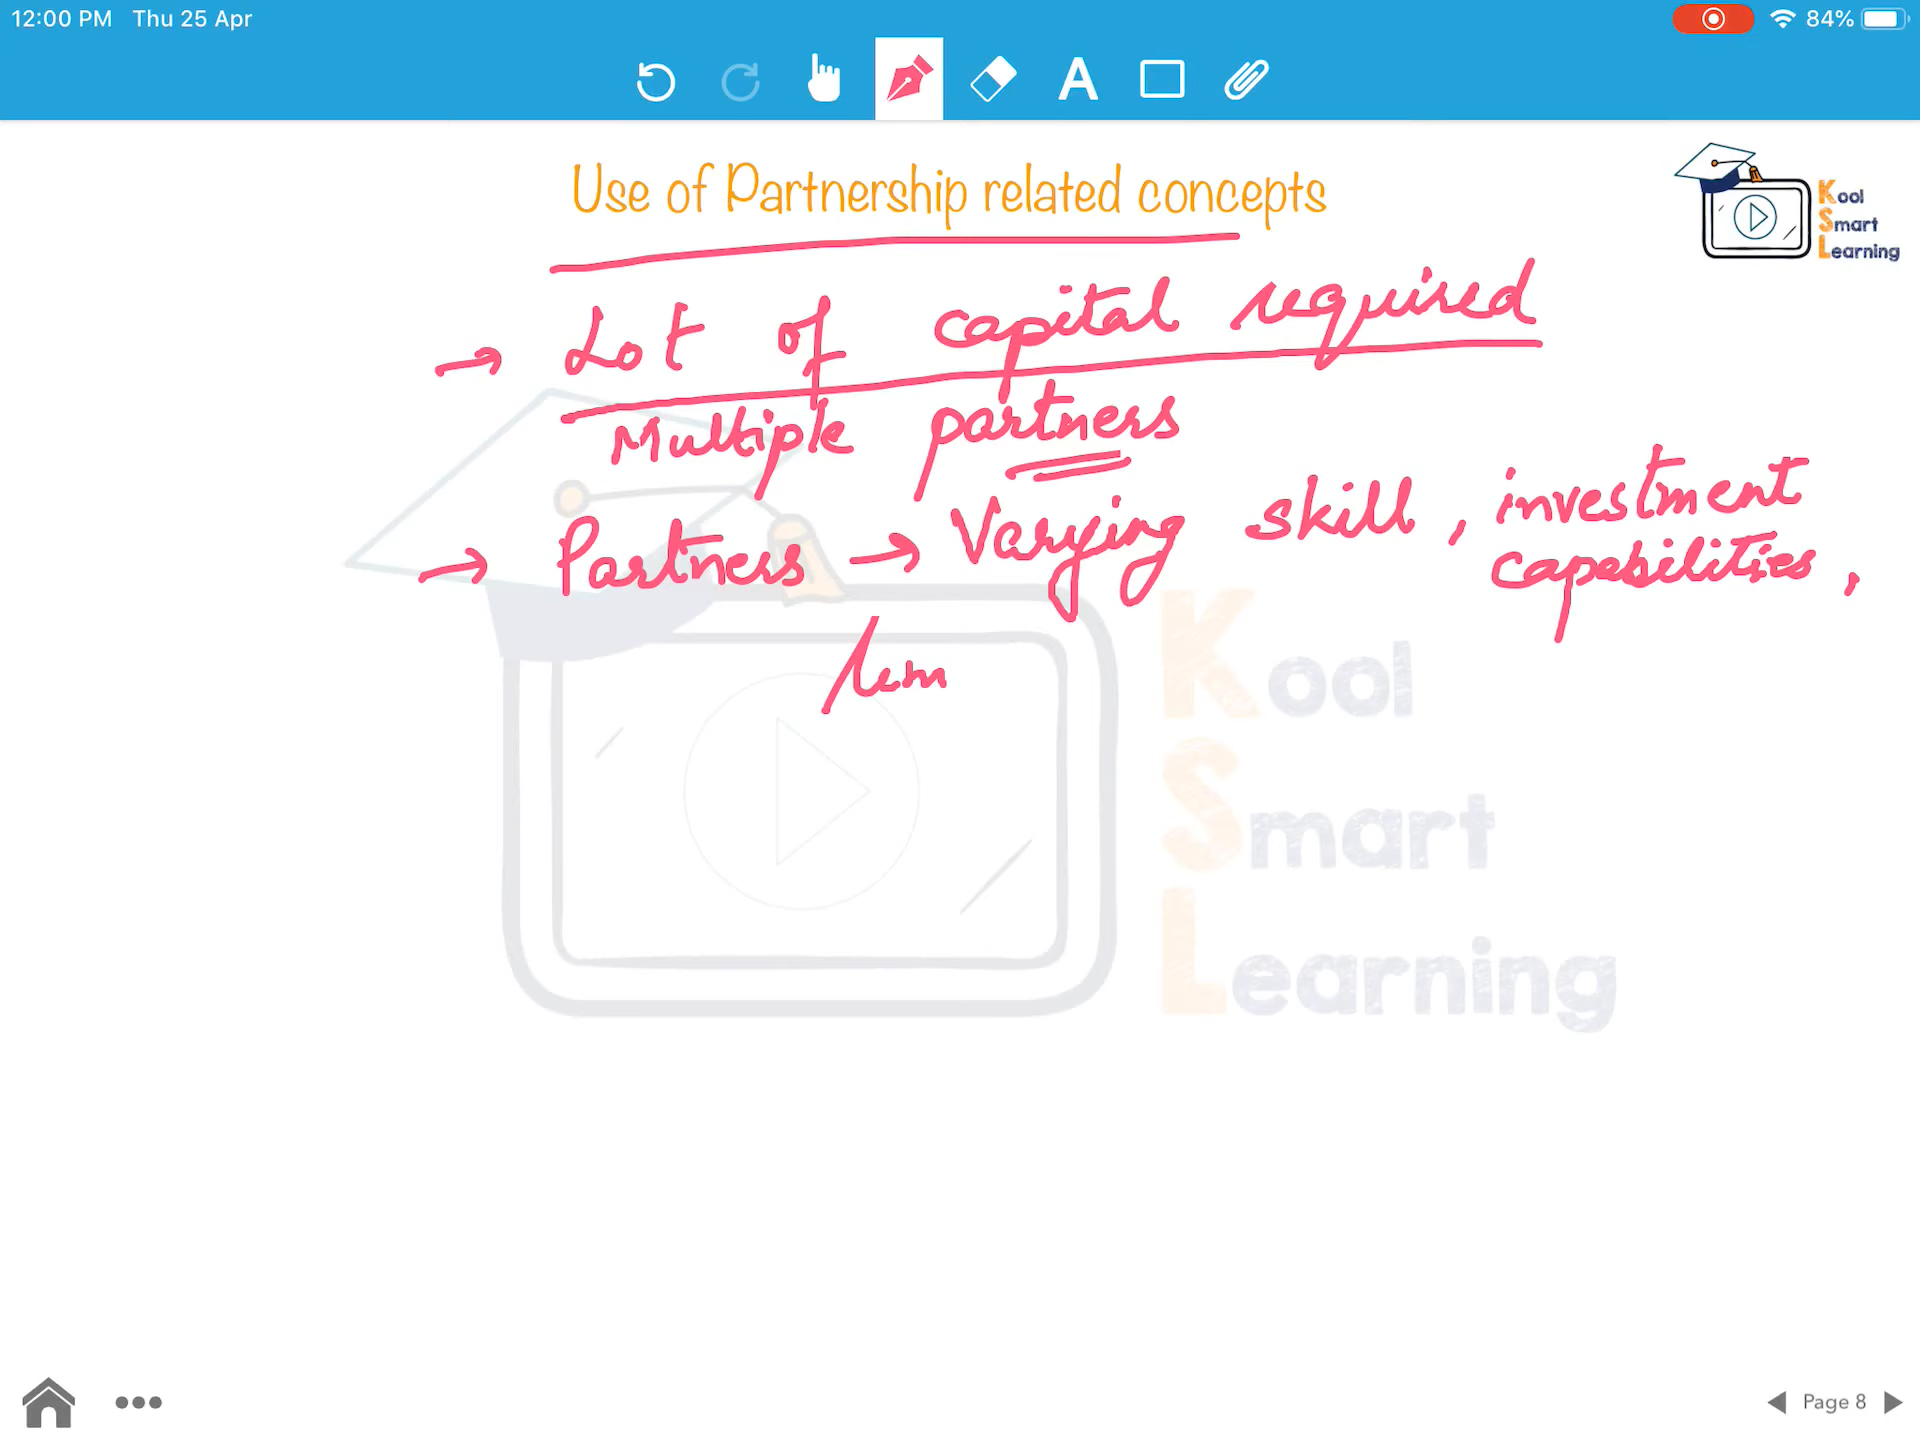 12:00 PM Thu 25 Apr
84%
A
Use of Partnership related concepts
Kool
Smart
Learning
→ Lot of capital required
Multiple partners
→ Partners → Varying skill, investment
capabilities,
Kool
Smart
Learning
Page 8